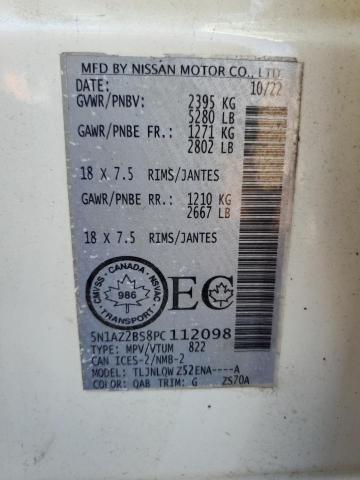 MFD BY NISSAN MOTOR CO., LTD.
DATE: 10/22
GVWR/PNBV: 2395 KG
5280 LB
GAWR/PNBE FR.: 1271 KG
2802 LB
18 X 7.5 RIMS/JANTES
GAWR/PNBE RR.: 1210 KG
2667 LB
18 X 7.5 RIMS/JANTES
CMVSS - CANADA - NSVAC
986
TRANSPORT
EC
5N1AZ2BS8PC112098
TYPE: MPV/VTUM 822
CAN ICES-2/NMB-2
MODEL: TLJNLQWZ52ENA----A
COLOR: QAB TRIM: G ZS70A